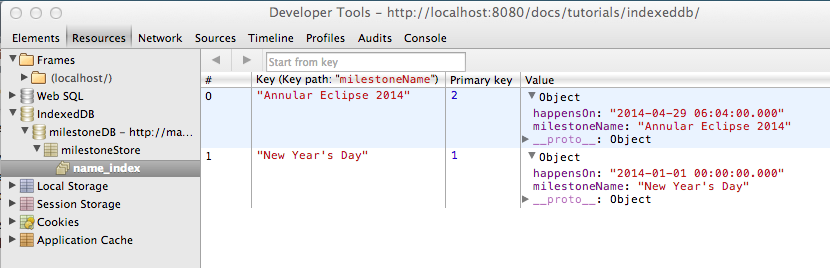 Developer Tools – http://localhost:8080/docs/tutorials/indexeddb/
Elements Resources Network Sources Timeline Profiles Audits Console
Frames
(localhost/)
Web SQL
IndexedDB
milestoneDB – http://ma...
milestoneStore
name_index
Local Storage
Session Storage
Cookies
Application Cache
Start from key
# Key (Key path: "milestoneName") Primary key Value
0 "Annular Eclipse 2014" 2 Object
happensOn: "2014-04-29 06:04:00.000"
milestoneName: "Annular Eclipse 2014"
__proto__: Object
1 "New Year's Day" 1 Object
happensOn: "2014-01-01 00:00:00.000"
milestoneName: "New Year's Day"
__proto__: Object